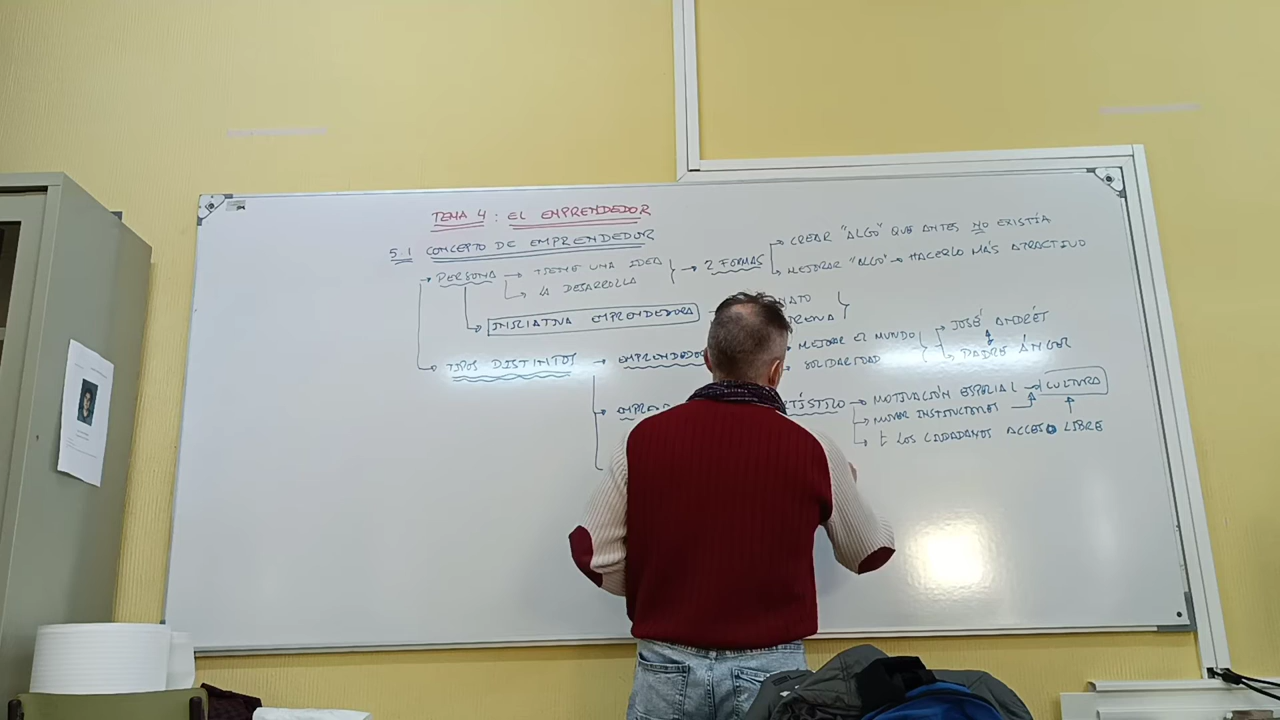 TEMA 4 : EL EMPRENDEDOR
5.1 CONCEPTO DE EMPRENDEDOR
→ PERSONA → TIENE UNA IDEA → 2 FORMAS → CREAR "ALGO" QUE ANTES NO EXISTÍA
→ LA DESARROLLA → MEJORAR "ALGO" → HACERLO MÁS ATRACTIVO
→ INICIATIVA EMPRENDEDORA
→ TIPOS DISTINTOS → EMPRENDEDOR → MEJORAR EL MUNDO → JOSÉ ANDRÉS
→ SOLIDARIDAD → PADRE ÁNGEL
→ MOTIVACIÓN ESPECIAL → CULTURA
→ MOVER INSTITUCIONES
→ LOS CIUDADANOS ACCESO LIBRE